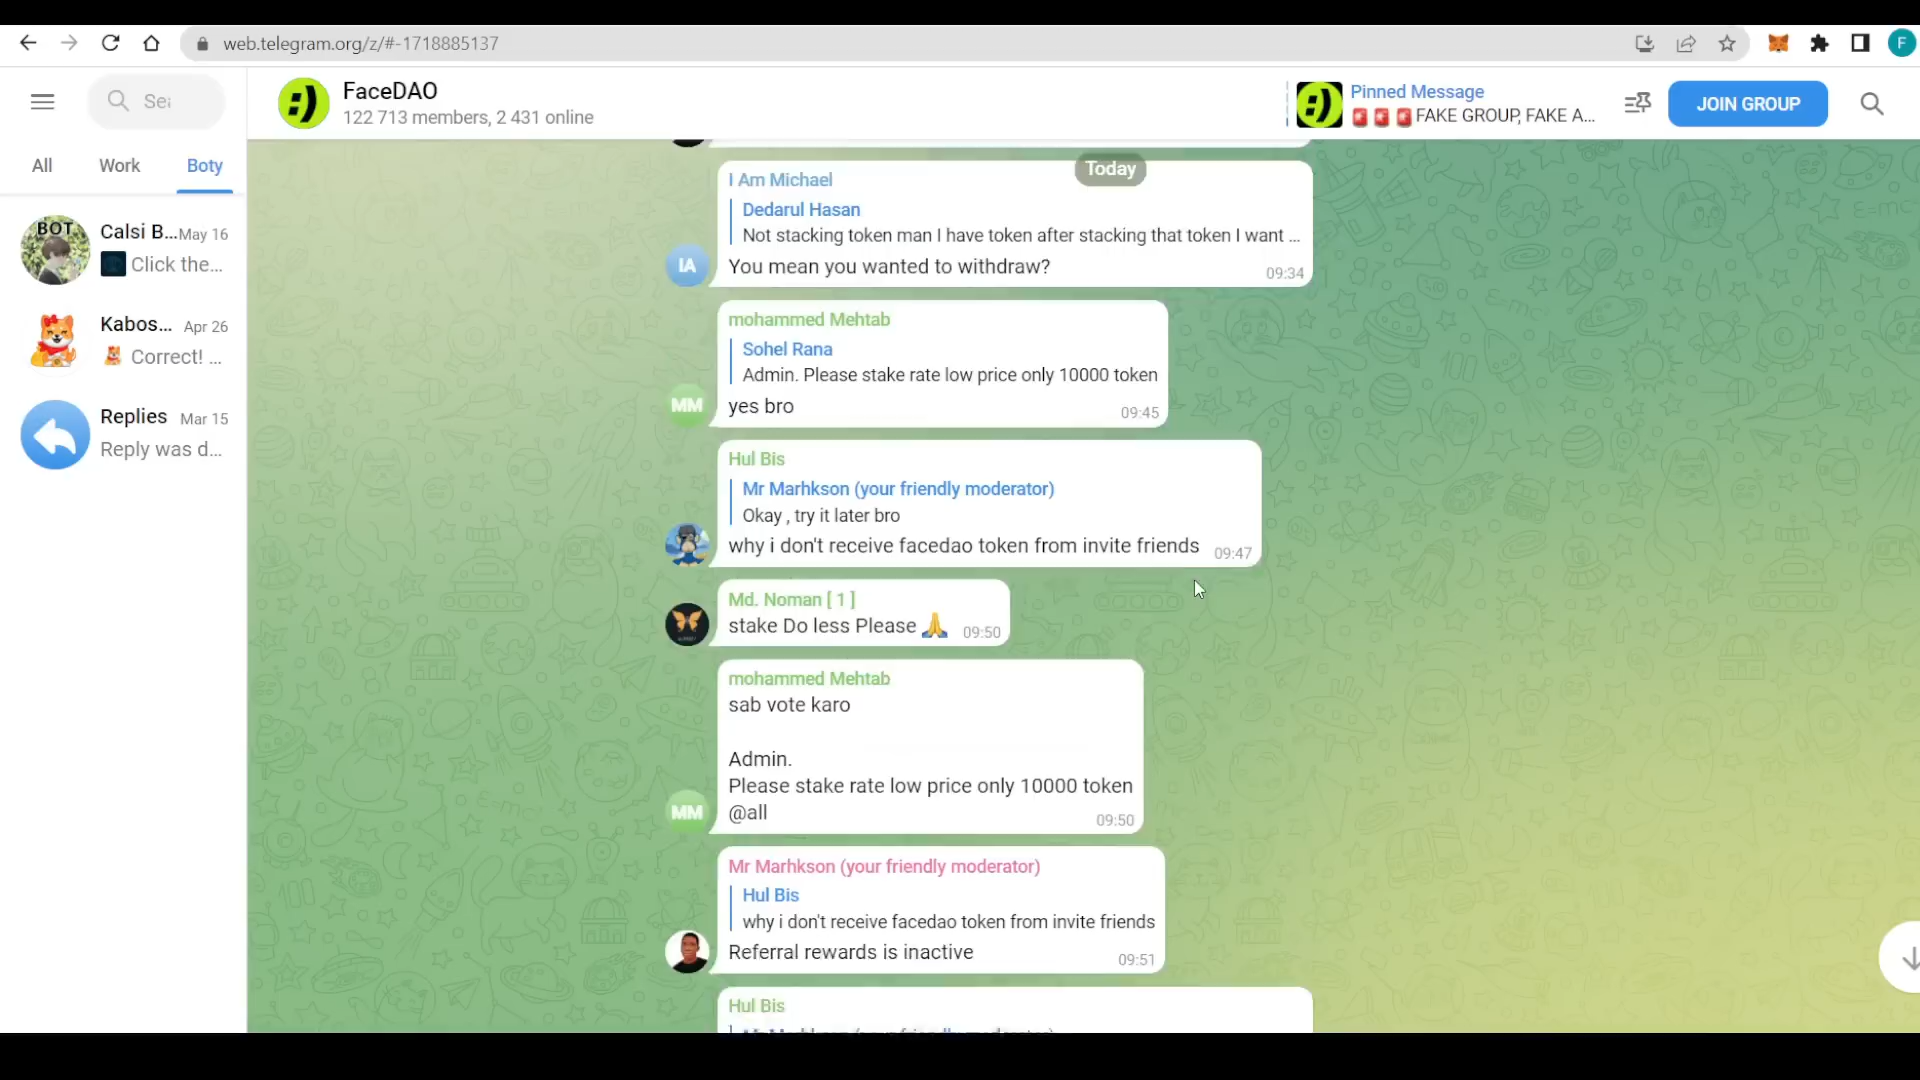 web.telegram.org/z/#-1718885137
F
FaceDAO
122 713 members, 2 431 online
Pinned Message
FAKE GROUP, FAKE A...
JOIN GROUP
All
Work
Boty
BOT
Calsi B...
May 16
Click the...
Kabos...
Apr 26
Correct! ...
Replies
Mar 15
Reply was d...
Today
I Am Michael
Dedarul Hasan
Not stacking token man I have token after stacking that token I want ...
IA
You mean you wanted to withdraw?
09:34
mohammed Mehtab
Sohel Rana
Admin. Please stake rate low price only 10000 token
MM
yes bro
09:45
Hul Bis
Mr Marhkson (your friendly moderator)
Okay , try it later bro
why i don't receive facedao token from invite friends
09:47
Md. Noman [ 1 ]
stake Do less Please 🙏
09:50
mohammed Mehtab
sab vote karo
Admin.
Please stake rate low price only 10000 token
MM
@all
09:50
Mr Marhkson (your friendly moderator)
Hul Bis
why i don't receive facedao token from invite friends
Referral rewards is inactive
09:51
Hul Bis